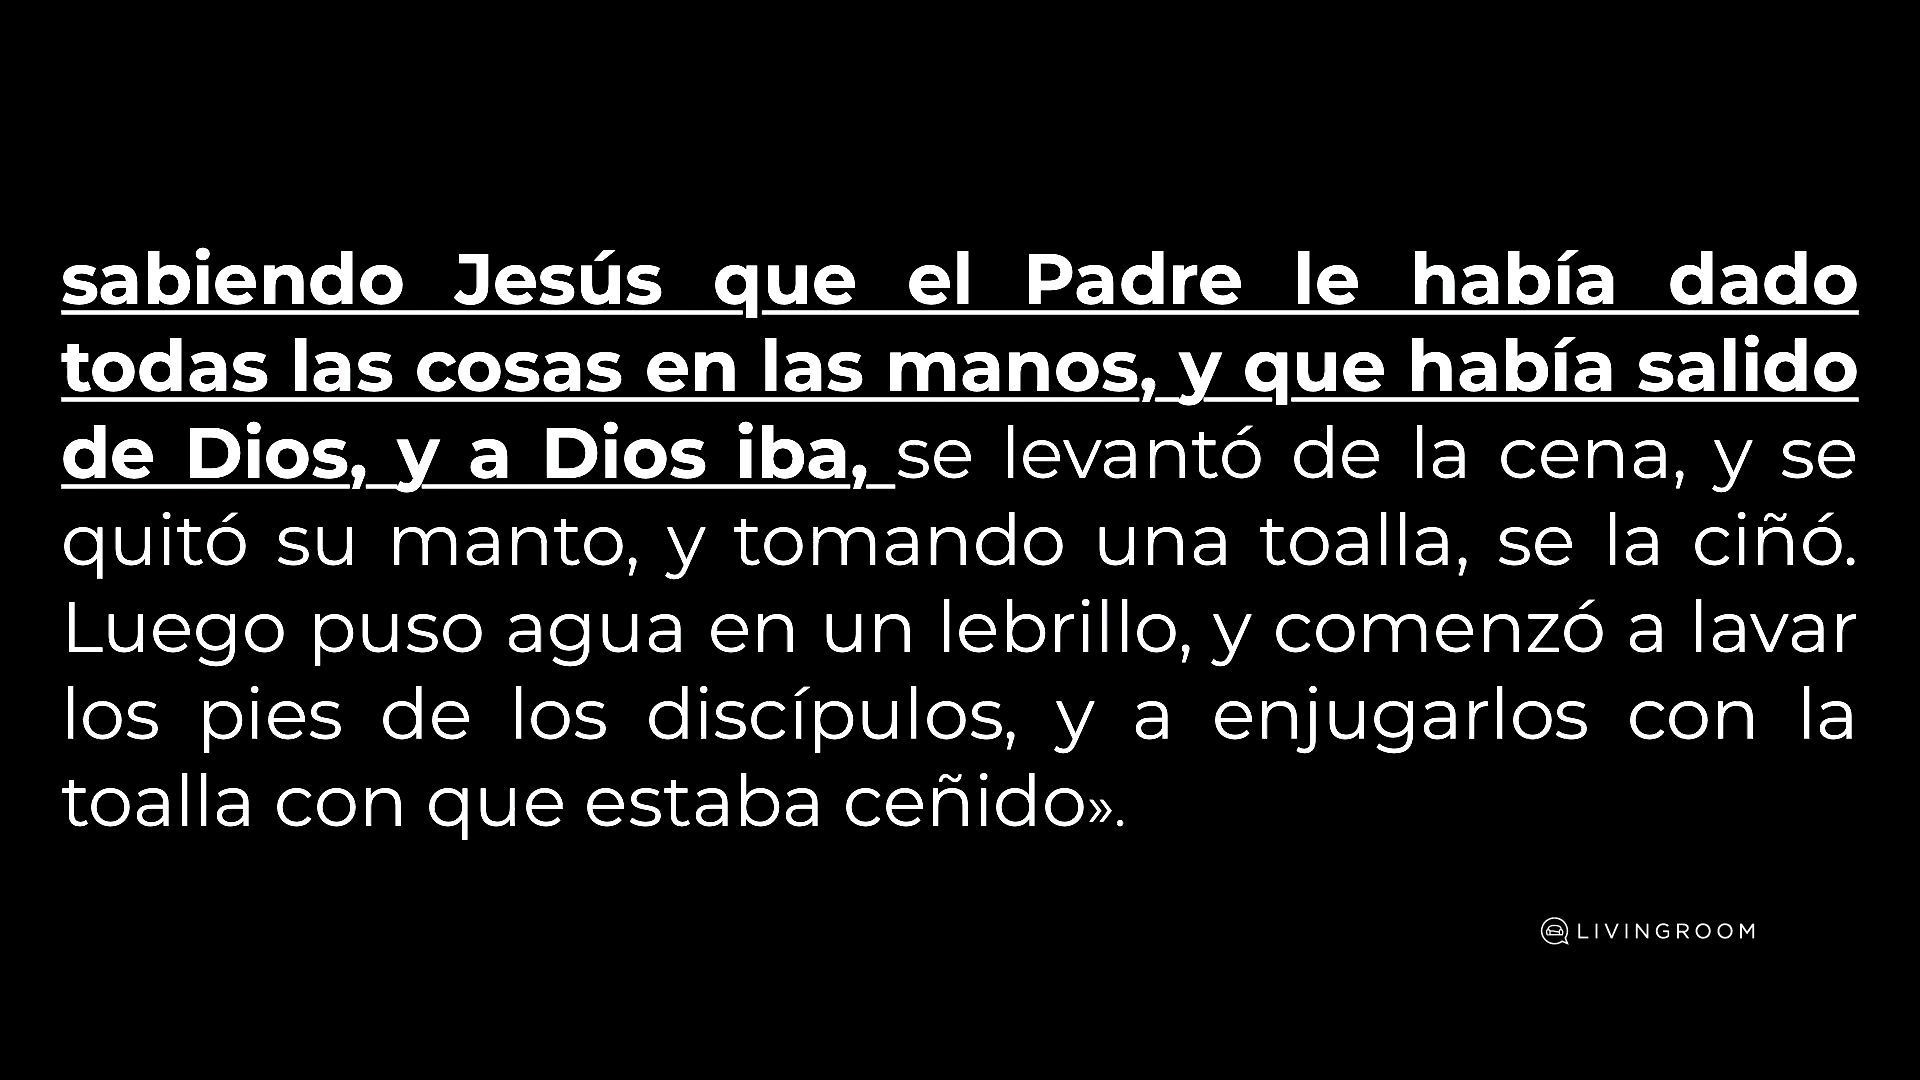 sabiendo Jesús que el Padre le había dado
todas las cosas en las manos, y que había salido
de Dios, y a Dios iba, se levantó de la cena, y se
quitó su manto, y tomando una toalla, se la ciñó.
Luego puso agua en un lebrillo, y comenzó a lavar
los pies de los discípulos, y a enjugarlos con la
toalla con que estaba ceñido».
LIVINGROOM